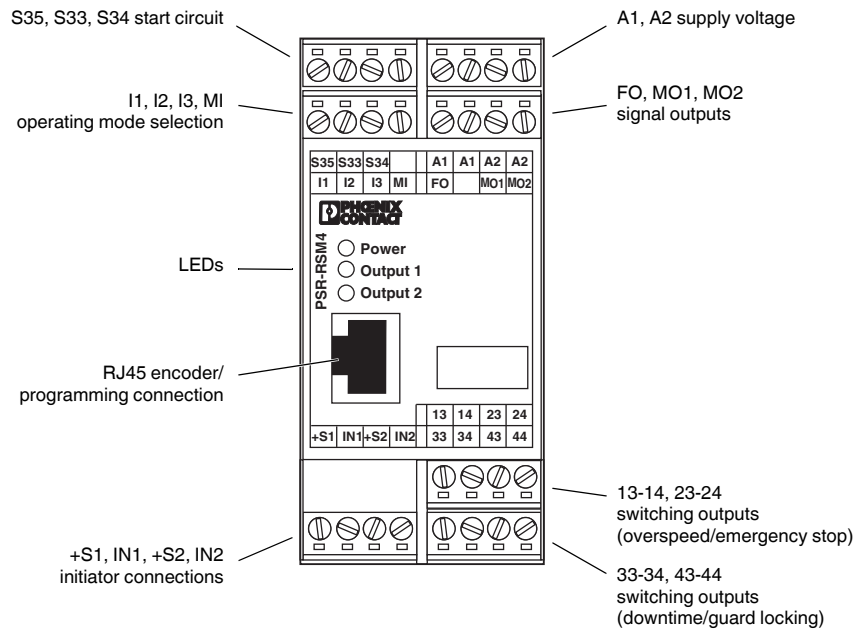 S35, S33, S34 start circuit
A1, A2 supply voltage
I1, I2, I3, MI
operating mode selection
FO, MO1, MO2
signal outputs
S35 S33 S34 A1 A1 A2 A2
I1 I2 I3 MI FO MO1 MO2
PHŒNIX
CONTACT
PSR-RSM4
LEDs
Power
Output 1
Output 2
RJ45 encoder/
programming connection
13 14 23 24
+S1 IN1 +S2 IN2 33 34 43 44
13-14, 23-24
switching outputs
(overspeed/emergency stop)
+S1, IN1, +S2, IN2
initiator connections
33-34, 43-44
switching outputs
(downtime/guard locking)